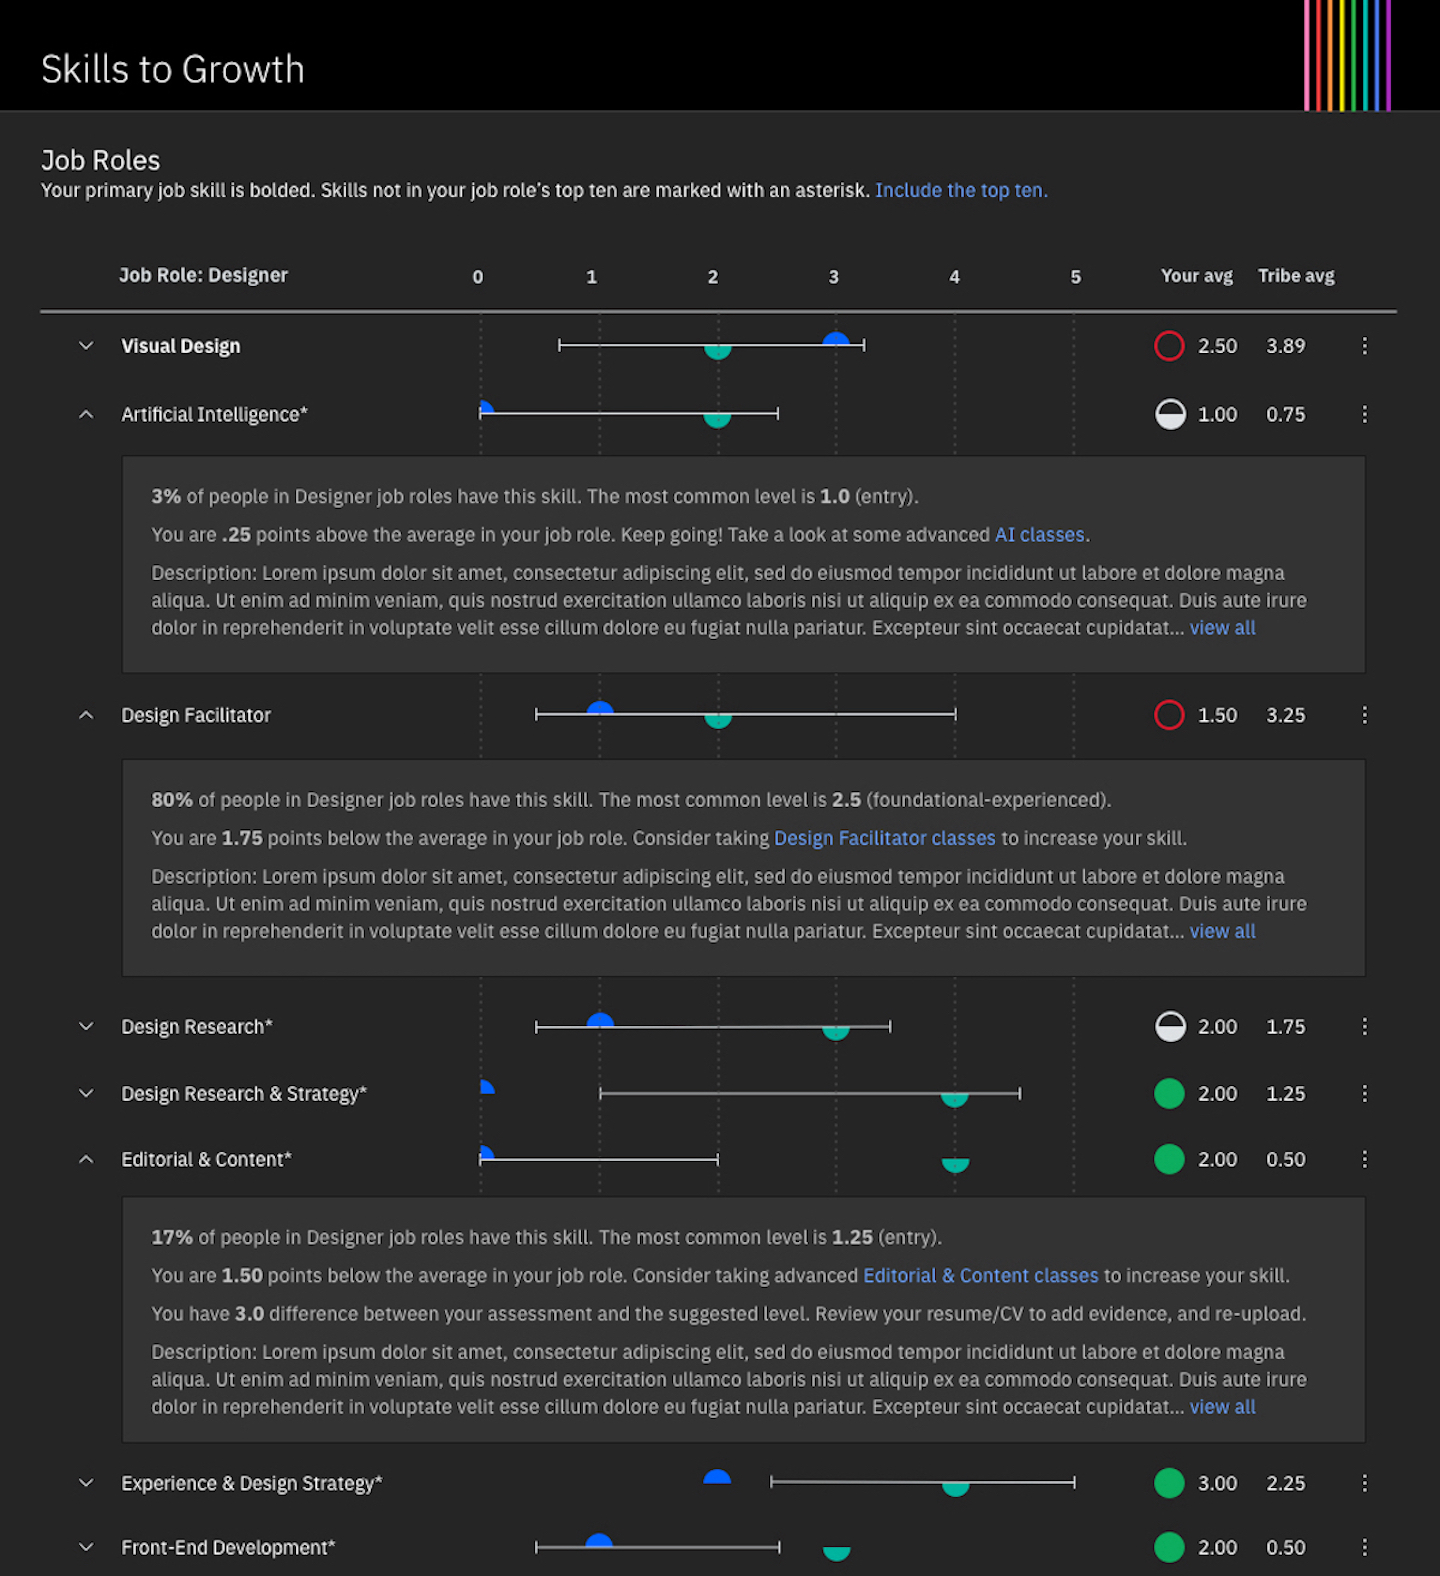 Skills to Growth
Job Roles
Your primary job skill is bolded. Skills not in your job role's top ten are marked with an asterisk. Include the top ten.
Job Role: Designer 0 1 2 3 4 5 Your avg Tribe avg
Visual Design 2.50 3.89
Artificial Intelligence* 1.00 0.75
3% of people in Designer job roles have this skill. The most common level is 1.0 (entry).
You are .25 points above the average in your job role. Keep going! Take a look at some advanced AI classes.
Description: Lorem ipsum dolor sit amet, consectetur adipiscing elit, sed do eiusmod tempor incididunt ut labore et dolore magna
aliqua. Ut enim ad minim veniam, quis nostrud exercitation ullamco laboris nisi ut aliquip ex ea commodo consequat. Duis aute irure
dolor in reprehenderit in voluptate velit esse cillum dolore eu fugiat nulla pariatur. Excepteur sint occaecat cupidatat... view all
Design Facilitator 1.50 3.25
80% of people in Designer job roles have this skill. The most common level is 2.5 (foundational-experienced).
You are 1.75 points below the average in your job role. Consider taking Design Facilitator classes to increase your skill.
Description: Lorem ipsum dolor sit amet, consectetur adipiscing elit, sed do eiusmod tempor incididunt ut labore et dolore magna
aliqua. Ut enim ad minim veniam, quis nostrud exercitation ullamco laboris nisi ut aliquip ex ea commodo consequat. Duis aute irure
dolor in reprehenderit in voluptate velit esse cillum dolore eu fugiat nulla pariatur. Excepteur sint occaecat cupidatat... view all
Design Research* 2.00 1.75
Design Research & Strategy* 2.00 1.25
Editorial & Content* 2.00 0.50
17% of people in Designer job roles have this skill. The most common level is 1.25 (entry).
You are 1.50 points below the average in your job role. Consider taking advanced Editorial & Content classes to increase your skill.
You have 3.0 difference between your assessment and the suggested level. Review your resume/CV to add evidence, and re-upload.
Description: Lorem ipsum dolor sit amet, consectetur adipiscing elit, sed do eiusmod tempor incididunt ut labore et dolore magna
aliqua. Ut enim ad minim veniam, quis nostrud exercitation ullamco laboris nisi ut aliquip ex ea commodo consequat. Duis aute irure
dolor in reprehenderit in voluptate velit esse cillum dolore eu fugiat nulla pariatur. Excepteur sint occaecat cupidatat... view all
Experience & Design Strategy* 3.00 2.25
Front-End Development* 2.00 0.50